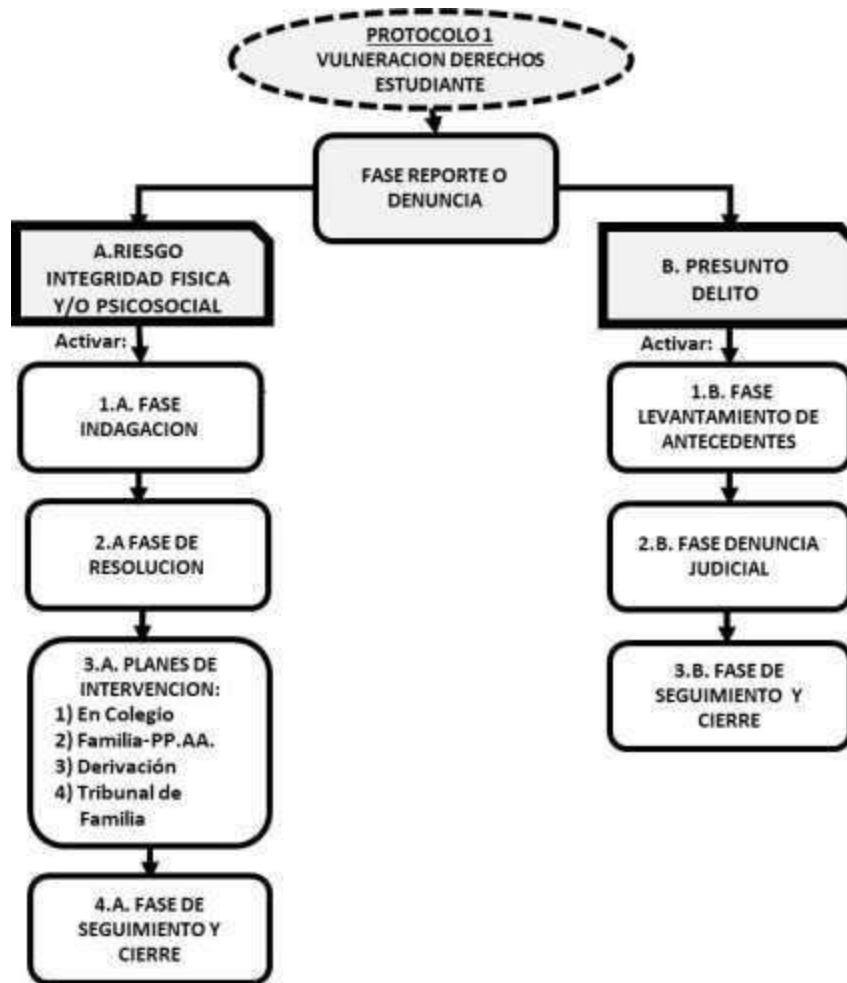 PROTOCOLO 1
VULNERACION DERECHOS
ESTUDIANTE
FASE REPORTE O
DENUNCIA
A.RIESGO
INTEGRIDAD FISICA
Y/O PSICOSOCIAL
Activar:
1.A. FASE
INDAGACION
2.A FASE DE
RESOLUCION
3.A. PLANES DE
INTERVENCION:
1) En Colegio
2) Familia-PP.AA.
3) Derivación
4) Tribunal de
Familia
4.A. FASE DE
SEGUIMIENTO Y
CIERRE
B. PRESUNTO
DELITO
Activar:
1.B. FASE
LEVANTAMIENTO DE
ANTECEDENTES
2.B. FASE DENUNCIA
JUDICIAL
3.B. FASE DE
SEGUIMIENTO Y
CIERRE